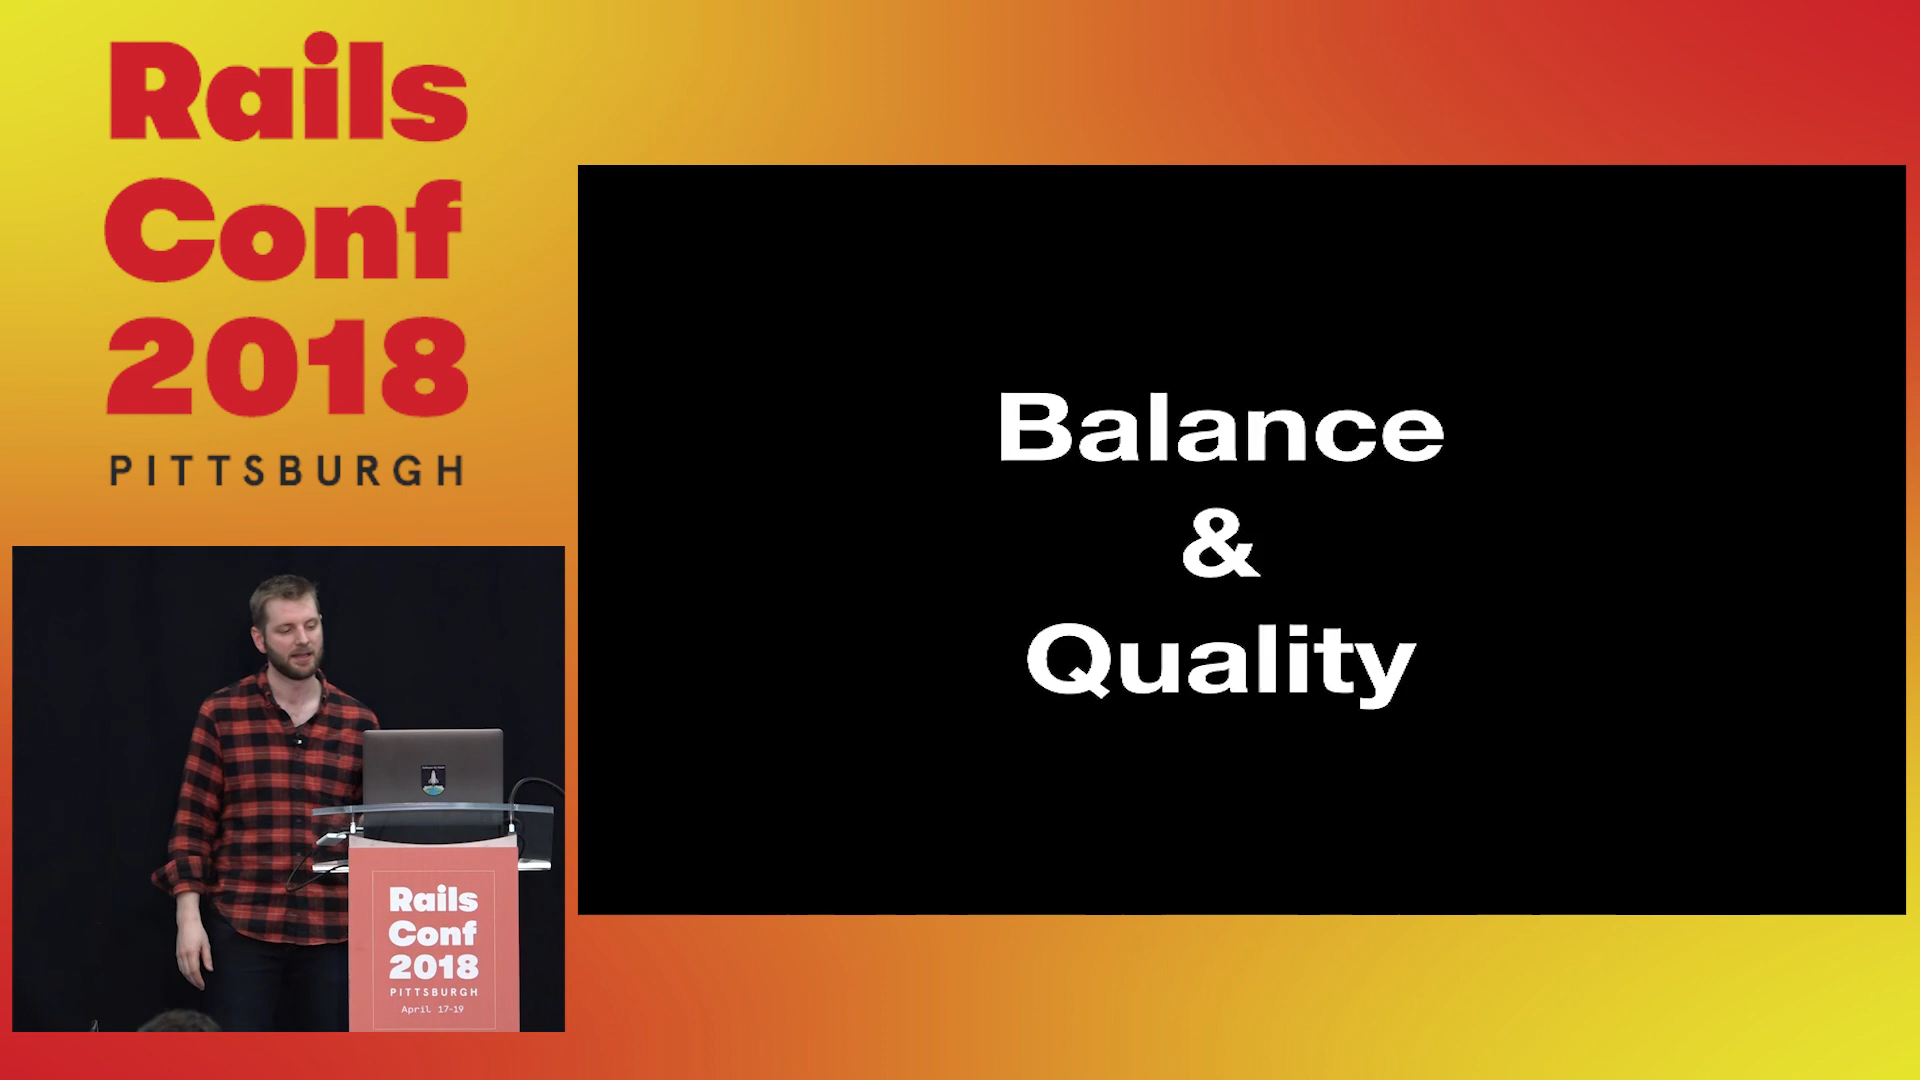 Rails
Conf
2018
PITTSBURGH
Balance
&
Quality
Rails
Conf
2018
PITTSBURGH
April 17-19